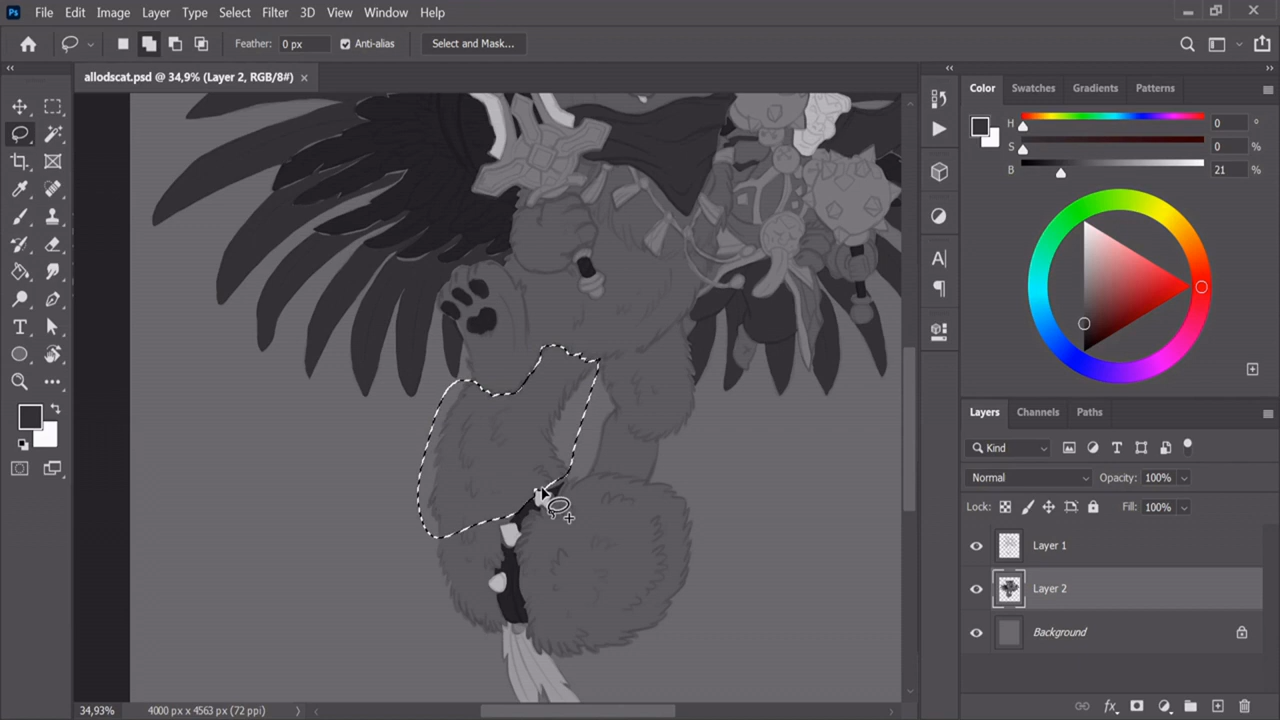 Ps File Edit Image Layer Type Select Filter 3D View Window Help
Feather: 0 px Anti-alias Select and Mask...
allodscat.psd @ 34,9% (Layer 2, RGB/8#) ×
Color Swatches Gradients Patterns
H 0 °
S 0 %
B 21 %
Layers Channels Paths
Kind
Normal Opacity: 100%
Lock: Fill: 100%
Layer 1
Layer 2
Background
34,93% 4000 px x 4563 px (72 ppi)